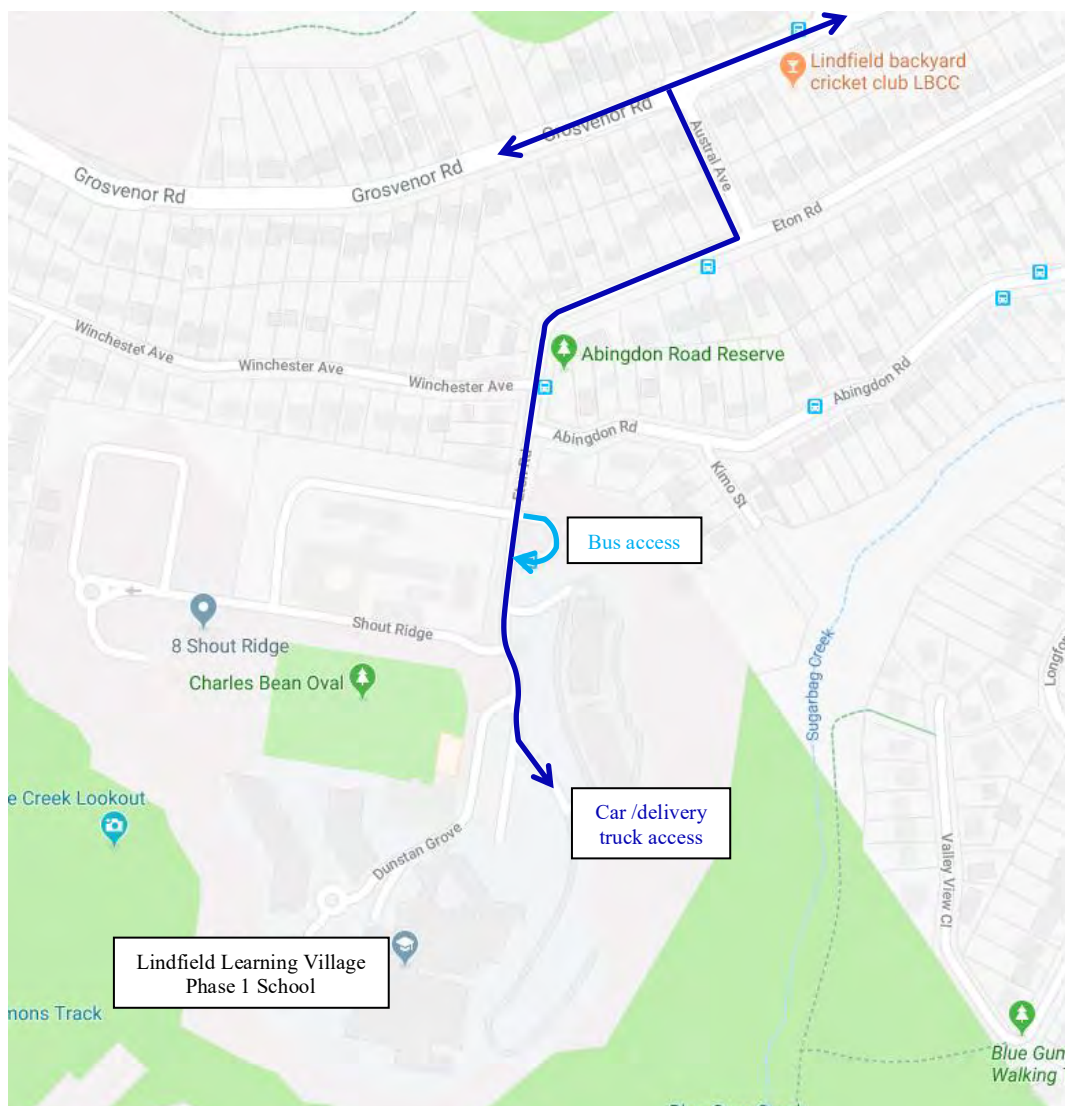 Lindfield backyard
cricket club LBCC
Grosvenor Rd
Austral Ave
Grosvenor Rd
Grosvenor Rd
Eton Rd
Winchester Ave
Winchester Ave
Winchester Ave
Abingdon Road Reserve
Abingdon Rd
Abingdon Rd
Eton Rd
Kimo St
Bus access
8 Shout Ridge
Shout Ridge
Charles Bean Oval
Sugarbag Creek
Longfor
e Creek Lookout
Car /delivery
truck access
Dunstan Grove
Valley View Cl
Lindfield Learning Village
Phase 1 School
mons Track
Blue Gum
Walking T